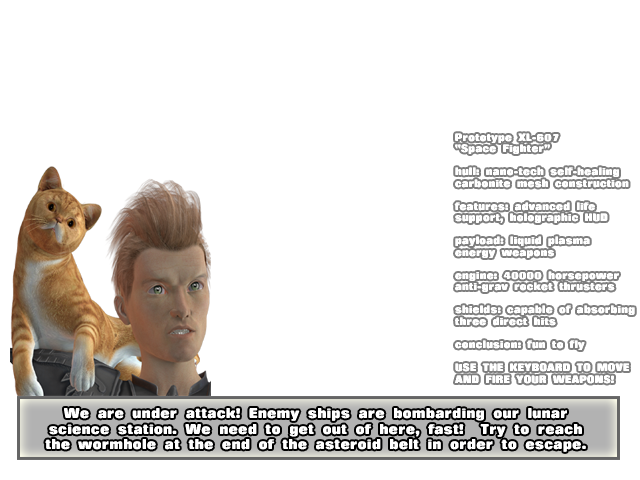 Prototype XL-607
"Space Fighter"
hull: nano-tech self-healing
carbonite mesh construction
features: advanced life
support, holographic HUD
payload: liquid plasma
energy weapons
engine: 40000 horsepower
anti-grav rocket thrusters
shields: capable of absorbing
three direct hits
conclusion: fun to fly
USE THE KEYBOARD TO MOVE
AND FIRE YOUR WEAPONS!
We are under attack! Enemy ships are bombarding our lunar
science station. We need to get out of here, fast!  Try to reach
the wormhole at the end of the asteroid belt in order to escape.